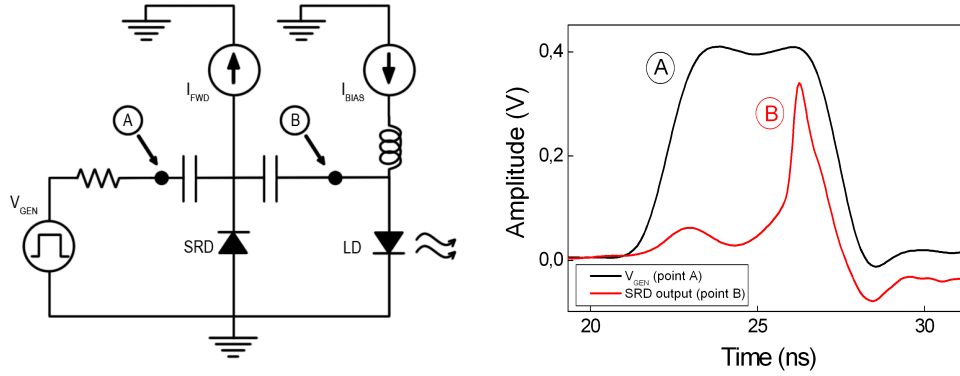 I_FWD
I_BIAS
A
B
V_GEN
SRD
LD
Amplitude (V)
0,4
0,2
0,0
A
B
V_GEN (point A)
SRD output (point B)
20
25
30
Time (ns)